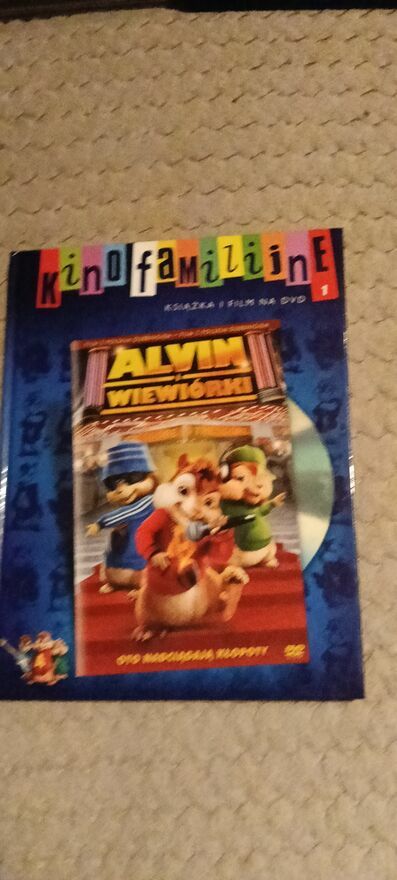 kino familijne
1
KSIĄŻKA I FILM NA DVD
ALVIN
i
WIEWIÓRKI
OTO NADCIĄGAJĄ KŁOPOTY
DVD
A